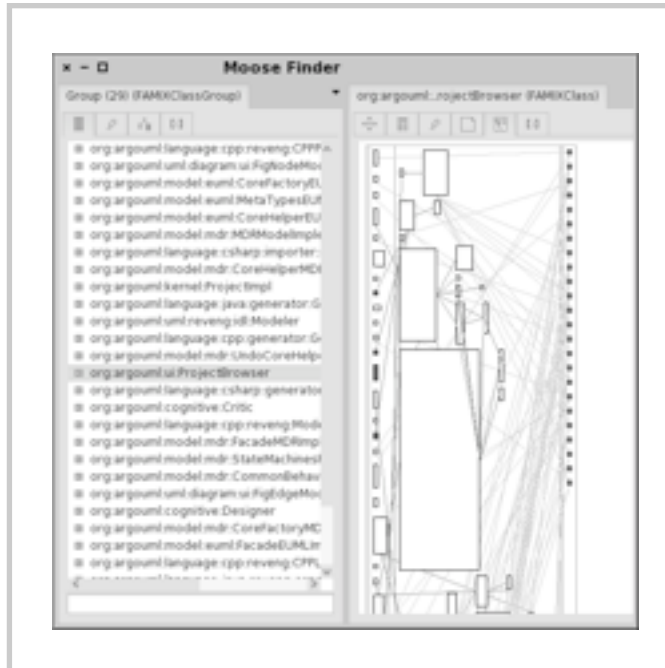 Moose Finder
Group (29) (FAMIXClassGroup)
org:argouml:..rojectBrowser (FAMIXClass)
org:argouml:language:cpp:reveng:CPPP
org:argouml:uml:diagram:ui:FigNodeMo
org:argouml:model:euml:CoreFactoryEU
org:argouml:model:euml:MetaTypesEU
org:argouml:model:euml:CoreHelperEU
org:argouml:model:mdr:MDRModelImple
org:argouml:language:csharp:importer:
org:argouml:model:mdr:CoreHelperMD
org:argouml:kernel:ProjectImpl
org:argouml:language:java:generator:G
org:argouml:uml:reveng:idl:Modeler
org:argouml:language:cpp:generator:G
org:argouml:model:mdr:UndoCoreHelp
org:argouml:ui:ProjectBrowser
org:argouml:language:csharp:generator
org:argouml:cognitive:Critic
org:argouml:language:cpp:reveng:Mode
org:argouml:model:mdr:FacadeMDRImp
org:argouml:model:mdr:StateMachines
org:argouml:model:mdr:CommonBehav
org:argouml:uml:diagram:ui:FigEdgeMo
org:argouml:cognitive:Designer
org:argouml:model:mdr:CoreFactoryMD
org:argouml:model:euml:FacadeEUMLIm
org:argouml:language:cpp:reveng:CPPL